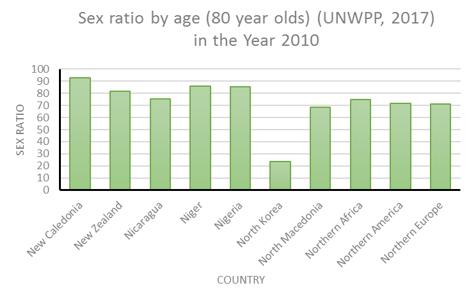 Sex ratio by age (80 year olds) (UNWPP, 2017)
in the Year 2010
SEX RATIO
100
90
80
70
60
50
40
30
20
10
0
New Caledonia
New Zealand
Nicaragua
Niger
Nigeria
North Korea
North Macedonia
Northern Africa
Northern America
Northern Europe
COUNTRY